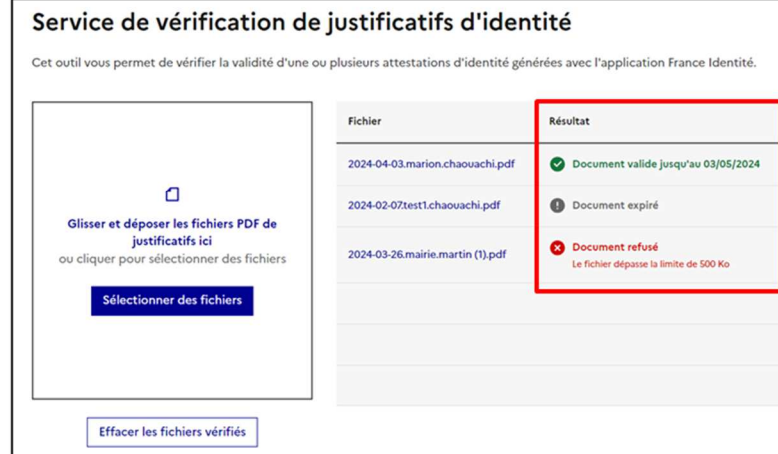 Service de vérification de justificatifs d'identité
Cet outil vous permet de vérifier la validité d'une ou plusieurs attestations d'identité générées avec l'application France Identité.
Glisser et déposer les fichiers PDF de
justificatifs ici
ou cliquer pour sélectionner des fichiers
Sélectionner des fichiers
Effacer les fichiers vérifiés
Fichier
Résultat
2024-04-03.marion.chaouachi.pdf
Document valide jusqu'au 03/05/2024
2024-02-07.test1.chaouachi.pdf
Document expiré
2024-03-26.mairie.martin (1).pdf
Document refusé
Le fichier dépasse la limite de 500 Ko